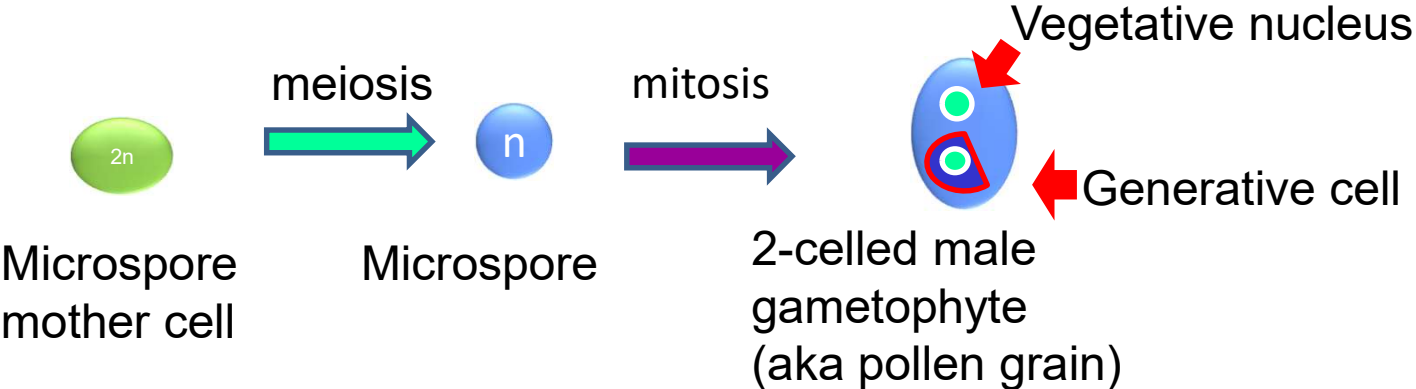 Vegetative nucleus
meiosis
mitosis
2n
n
Generative cell
Microspore
mother cell
Microspore
2-celled male
gametophyte
(aka pollen grain)